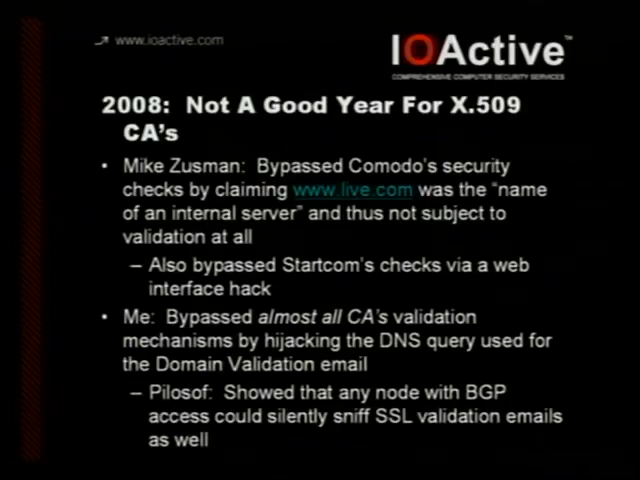 www.ioactive.com
IOActive™
COMPREHENSIVE COMPUTER SECURITY SERVICES
2008: Not A Good Year For X.509
CA's
• Mike Zusman: Bypassed Comodo's security
checks by claiming www.live.com was the "name
of an internal server" and thus not subject to
validation at all
– Also bypassed Startcom's checks via a web
interface hack
• Me: Bypassed almost all CA's validation
mechanisms by hijacking the DNS query used for
the Domain Validation email
– Pilosof: Showed that any node with BGP
access could silently sniff SSL validation emails
as well